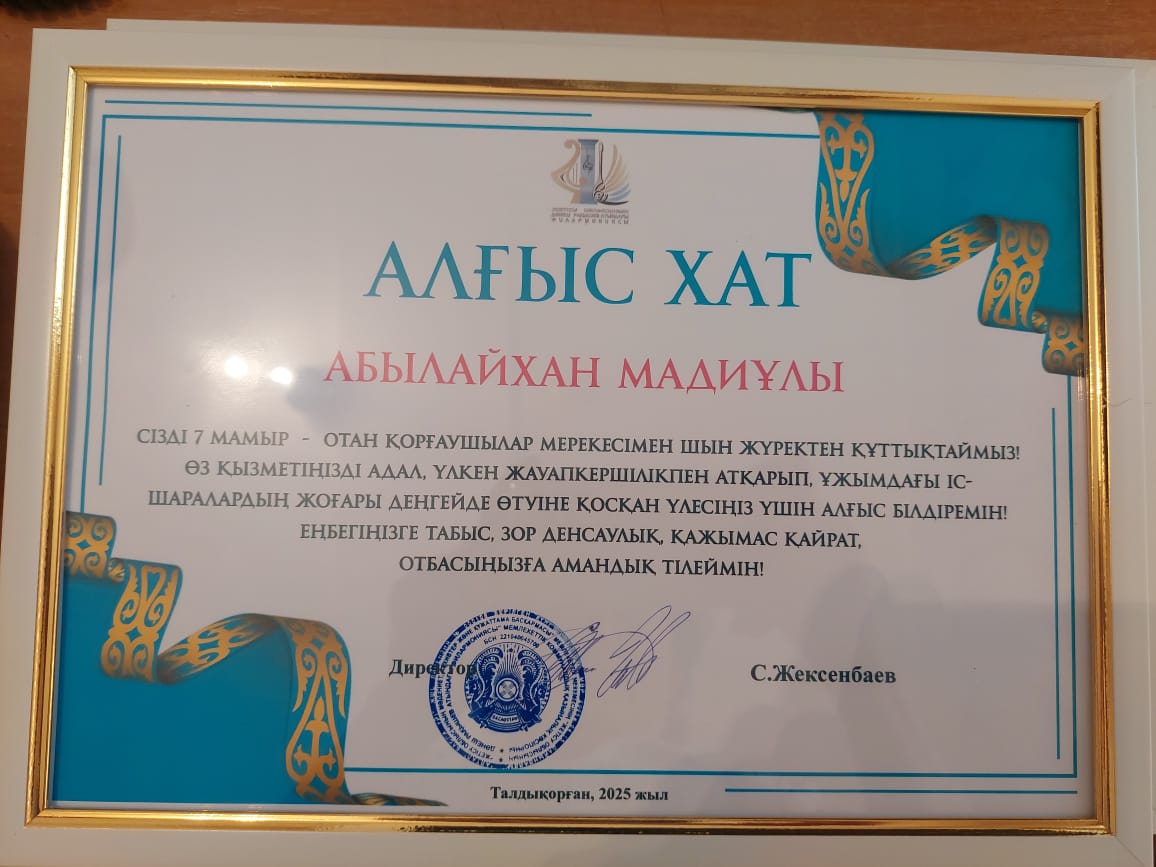 ФИЛАРМОНИЯСЫ
АЛҒЫС ХАТ
АБЫЛАЙХАН МАДИҰЛЫ
СІЗДІ 7 МАМЫР - ОТАН ҚОРҒАУШЫЛАР МЕРЕКЕСІМЕН ШЫН ЖҮРЕКТЕН ҚҰТТЫҚТАЙМЫЗ!
ӨЗ ҚЫЗМЕТІҢІЗДІ АДАЛ, ҮЛКЕН ЖАУАПКЕРШІЛІКПЕН АТҚАРЫП, ҰЖЫМДАҒЫ ІС-
ШАРАЛАРДЫҢ ЖОҒАРЫ ДЕҢГЕЙДЕ ӨТУІНЕ ҚОСҚАН ҮЛЕСІҢІЗ ҮШІН АЛҒЫС БІЛДІРЕМІН!
ЕҢБЕГІҢІЗГЕ ТАБЫС, ЗОР ДЕНСАУЛЫҚ, ҚАЖЫМАС ҚАЙРАТ,
ОТБАСЫҢЫЗҒА АМАНДЫҚ ТІЛЕЙМІН!
Директор
С.Жексенбаев
ҚАЗАҚСТАН
Талдықорған, 2025 жыл